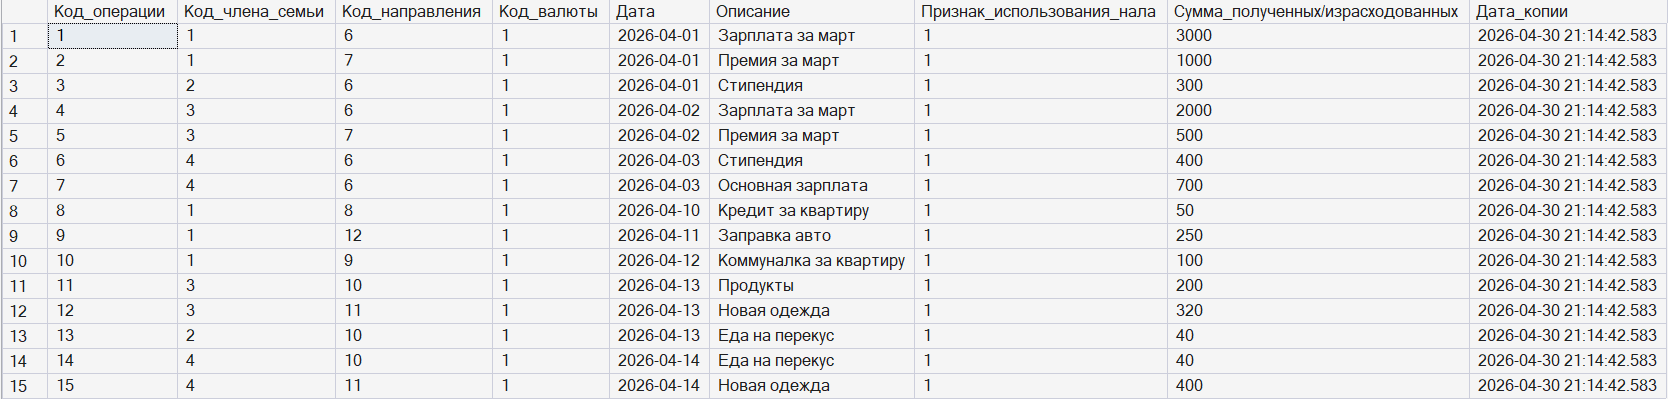 Код_операции Код_члена_семьи Код_направления Код_валюты Дата Описание Признак_использования_нала Сумма_полученных/израсходованных Дата_копии
1 1 1 6 1 2026-04-01 Зарплата за март 1 3000 2026-04-30 21:14:42.583
2 2 1 7 1 2026-04-01 Премия за март 1 1000 2026-04-30 21:14:42.583
3 3 2 6 1 2026-04-01 Стипендия 1 300 2026-04-30 21:14:42.583
4 4 3 6 1 2026-04-02 Зарплата за март 1 2000 2026-04-30 21:14:42.583
5 5 3 7 1 2026-04-02 Премия за март 1 500 2026-04-30 21:14:42.583
6 6 4 6 1 2026-04-03 Стипендия 1 400 2026-04-30 21:14:42.583
7 7 4 6 1 2026-04-03 Основная зарплата 1 700 2026-04-30 21:14:42.583
8 8 1 8 1 2026-04-10 Кредит за квартиру 1 50 2026-04-30 21:14:42.583
9 9 1 12 1 2026-04-11 Заправка авто 1 250 2026-04-30 21:14:42.583
10 10 1 9 1 2026-04-12 Коммуналка за квартиру 1 100 2026-04-30 21:14:42.583
11 11 3 10 1 2026-04-13 Продукты 1 200 2026-04-30 21:14:42.583
12 12 3 11 1 2026-04-13 Новая одежда 1 320 2026-04-30 21:14:42.583
13 13 2 10 1 2026-04-13 Еда на перекус 1 40 2026-04-30 21:14:42.583
14 14 4 10 1 2026-04-14 Еда на перекус 1 40 2026-04-30 21:14:42.583
15 15 4 11 1 2026-04-14 Новая одежда 1 400 2026-04-30 21:14:42.583